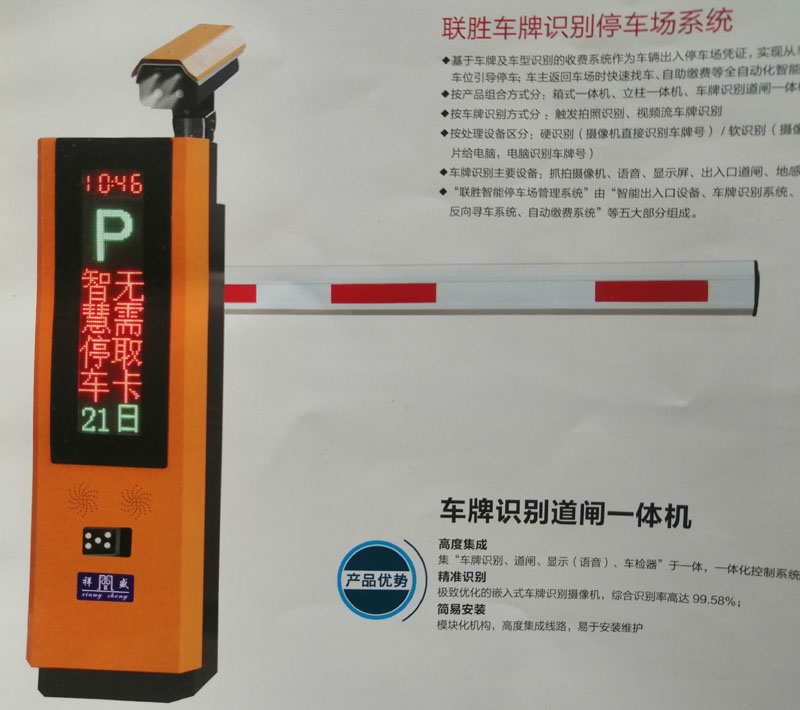 联胜车牌识别停车场系统
◆基于车牌及车型识别的收费系统作为车辆出入停车场凭证,实现从
车位引导停车;车主返回车场时快速找车、自助缴费等全自动化智能
◆按产品组合方式分:箱式一体机、立柱一体机、车牌识别道闸一体
◆按车牌识别方式分:触发拍照识别、视频流车牌识别
◆按处理设备区分:硬识别(摄像机直接识别车牌号)/软识别(摄像
片给电脑,电脑识别车牌号)
◆车牌识别主要设备:抓拍摄像机、语音、显示屏、出入口道闸、地感
◆“联胜智能停车场管理系统”由“智能出入口设备、车牌识别系统、
反向寻车系统、自动缴费系统”等五大部分组成。
10:46
P
智慧停车
无需取卡
21日
祥盛
xiang sheng
车牌识别道闸一体机
产品优势
高度集成
集“车牌识别、道闸、显示(语音)、车检器”于一体,一体化控制系统
精准识别
极致优化的嵌入式车牌识别摄像机,综合识别率高达 99.58%;
简易安装
模块化机构,高度集成线路,易于安装维护